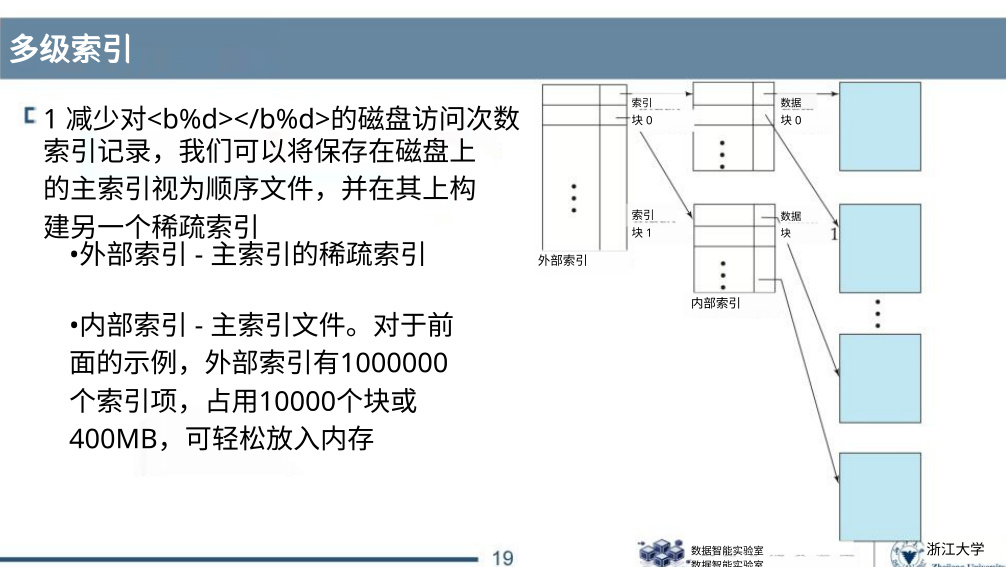 多级索引
1 减少对<b%d></b%d>的磁盘访问次数
索引记录，我们可以将保存在磁盘上
的主索引视为顺序文件，并在其上构
建另一个稀疏索引
•外部索引 - 主索引的稀疏索引
•内部索引 - 主索引文件。对于前
面的示例，外部索引有1000000
个索引项，占用10000个块或
400MB，可轻松放入内存
索引
块 0
数据
块 0
索引
块 1
数据
块
1
外部索引
内部索引
19
数据智能实验室
数据智能实验室
浙江大学